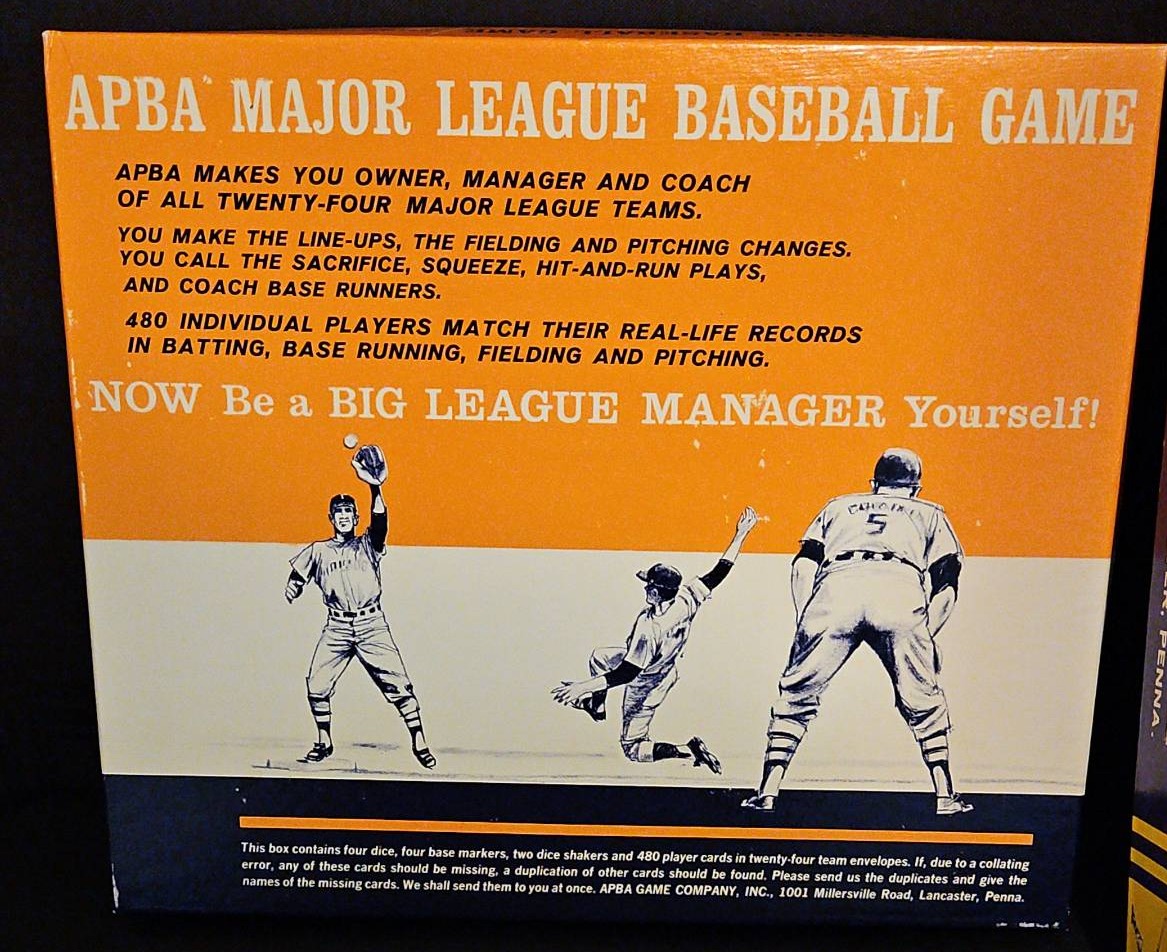 APBA MAJOR LEAGUE BASEBALL GAME
APBA MAKES YOU OWNER, MANAGER AND COACH
OF ALL TWENTY-FOUR MAJOR LEAGUE TEAMS.
YOU MAKE THE LINE-UPS, THE FIELDING AND PITCHING CHANGES.
YOU CALL THE SACRIFICE, SQUEEZE, HIT-AND-RUN PLAYS,
AND COACH BASE RUNNERS.
480 INDIVIDUAL PLAYERS MATCH THEIR REAL-LIFE RECORDS
IN BATTING, BASE RUNNING, FIELDING AND PITCHING.
NOW Be a BIG LEAGUE MANAGER Yourself!
5
This box contains four dice, four base markers, two dice shakers and 480 player cards in twenty-four team envelopes. If, due to a collating
error, any of these cards should be missing, a duplication of other cards should be found. Please send us the duplicates and give the
names of the missing cards. We shall send them to you at once. APBA GAME COMPANY, INC., 1001 Millersville Road, Lancaster, Penna.
PENNA.